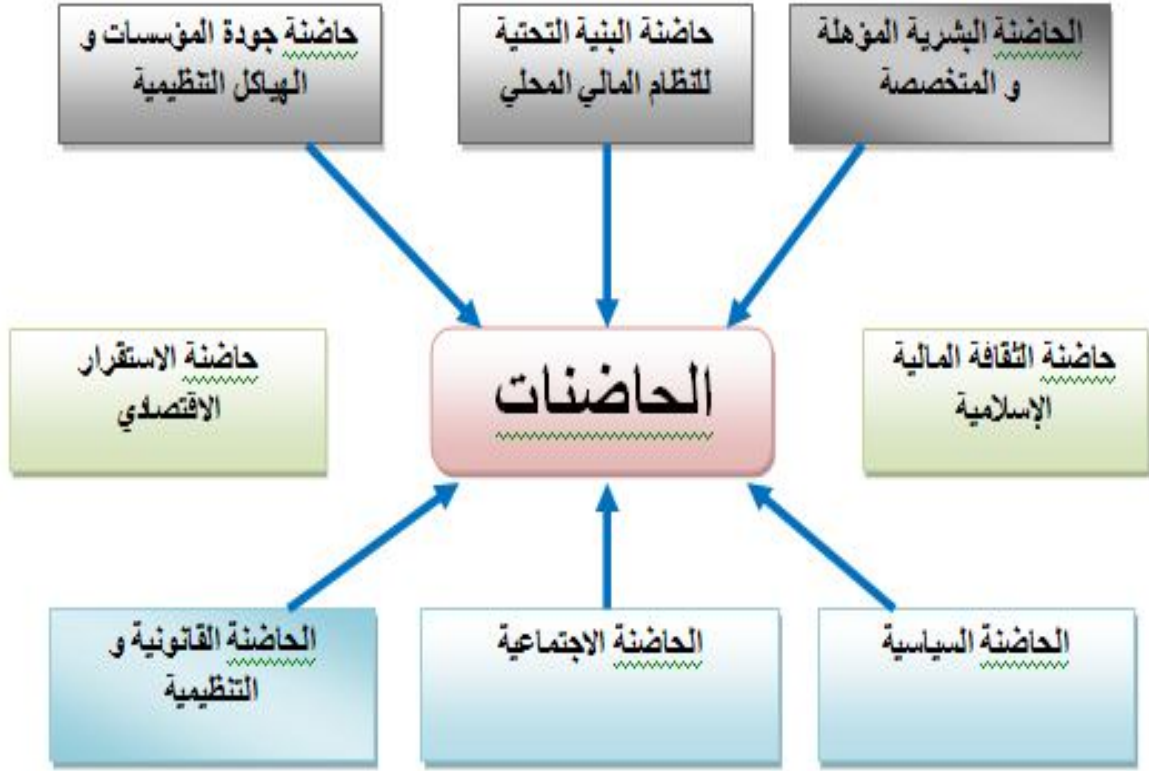 الحاضنة البشرية المؤهلة
و المتخصصة
حاضنة البنية التحتية
للنظام المالي المحلي
حاضنة جودة المؤسسات و
الهياكل التنظيمية
حاضنة الثقافة المالية
الإسلامية
الحاضنات
حاضنة الاستقرار
الاقتصادي
الحاضنة السياسية
الحاضنة الاجتماعية
الحاضنة القانونية و
التنظيمية